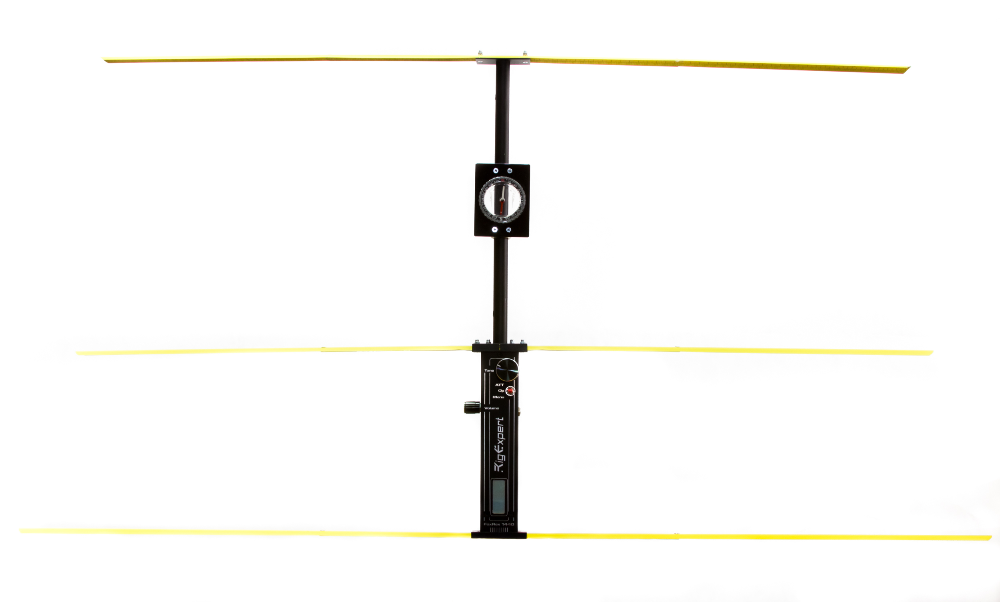 S
Tune
ATT
Op
Menu
Volume
RigExpert
FoxRex 1440